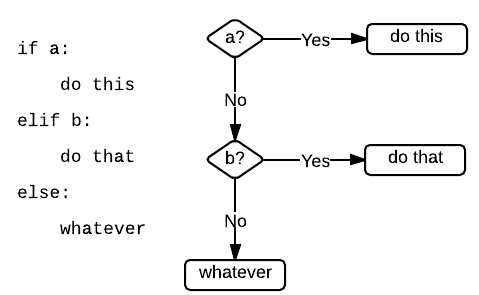 if a:
do this
elif b:
do that
else:
whatever
a?
Yes
do this
No
b?
Yes
do that
No
whatever